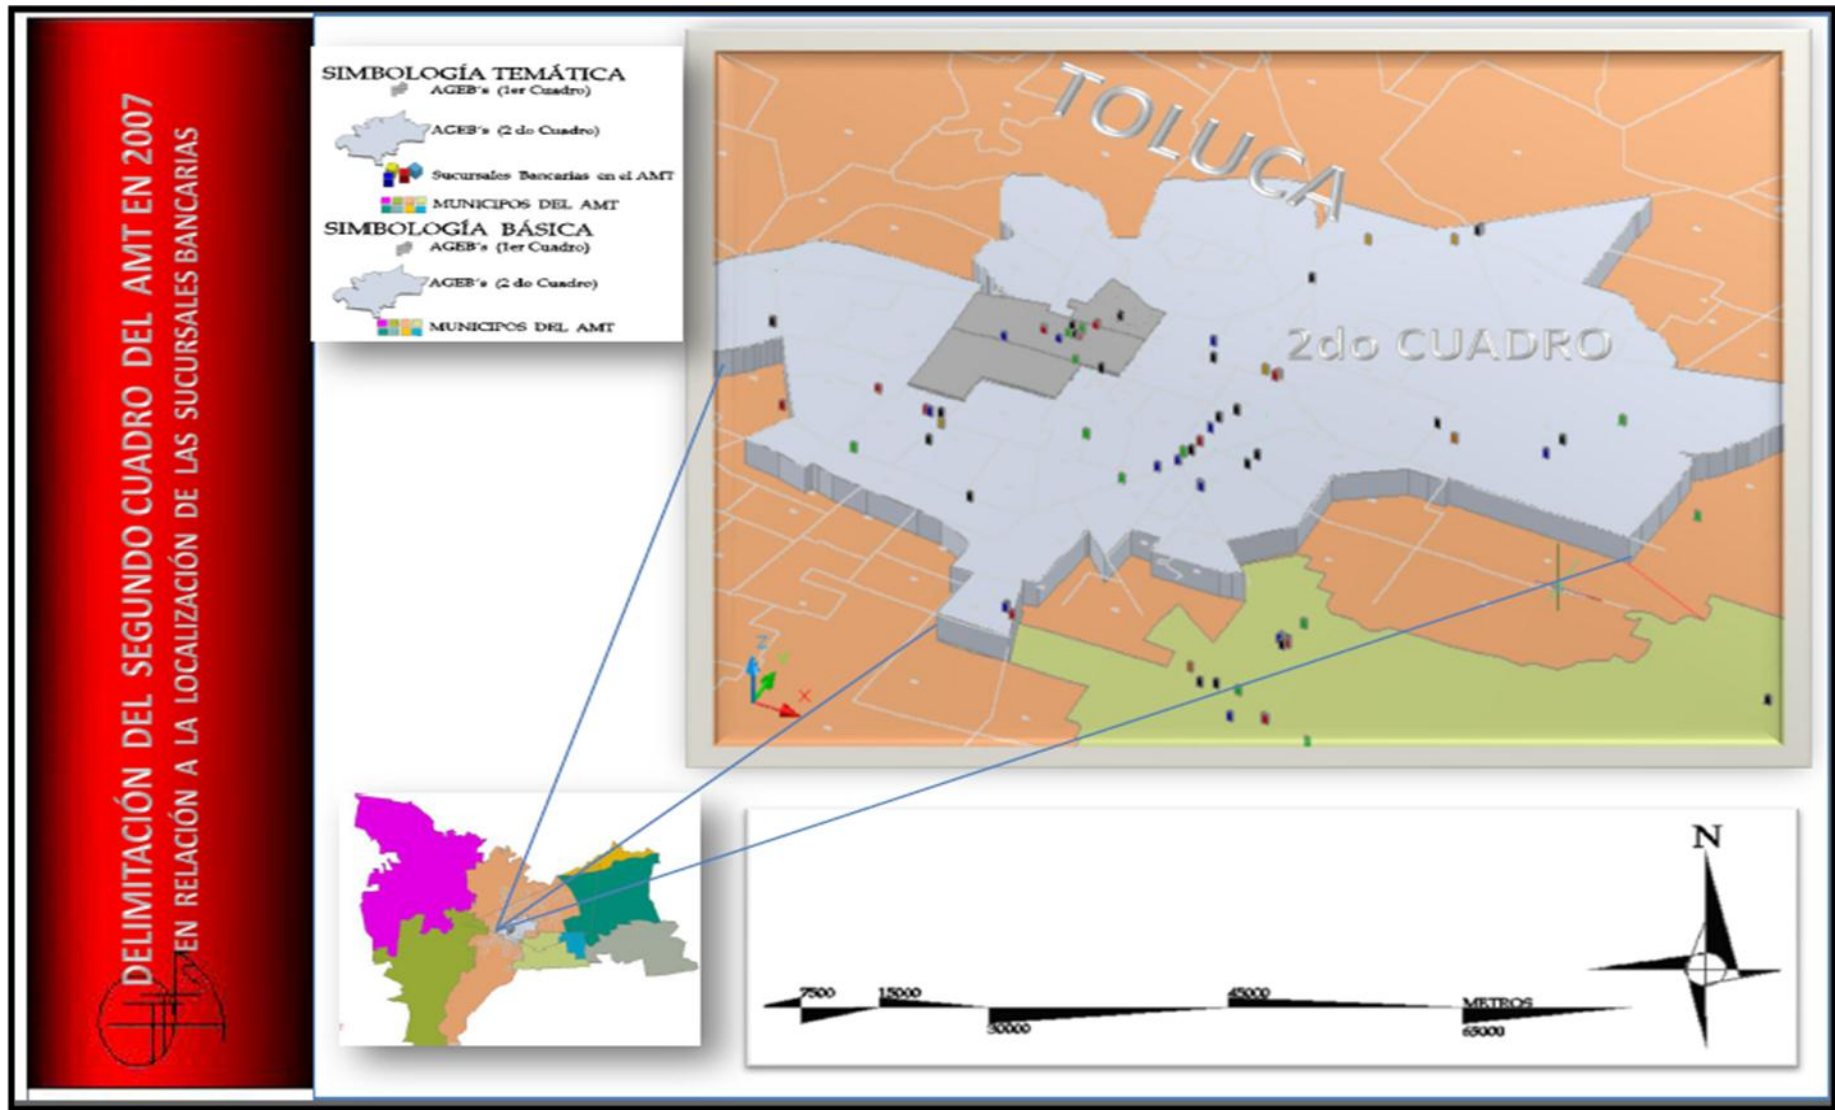 DELIMITACIÓN DEL SEGUNDO CUADRO DEL AMT EN 2007
EN RELACIÓN A LA LOCALIZACIÓN DE LAS SUCURSALES BANCARIAS
SIMBOLOGÍA TEMÁTICA
AGEB's (1er Cuadro)
AGEB's (2 do Cuadro)
Sucursales Bancarias en el AMT
MUNICIPOS DEL AMT
SIMBOLOGÍA BÁSICA
AGEB's (1er Cuadro)
AGEB's (2 do Cuadro)
MUNICIPOS DEL AMT
TOLUCA
2do CUADRO
Z
Y
X
N
7500
15000
30000
45000
METROS
65000